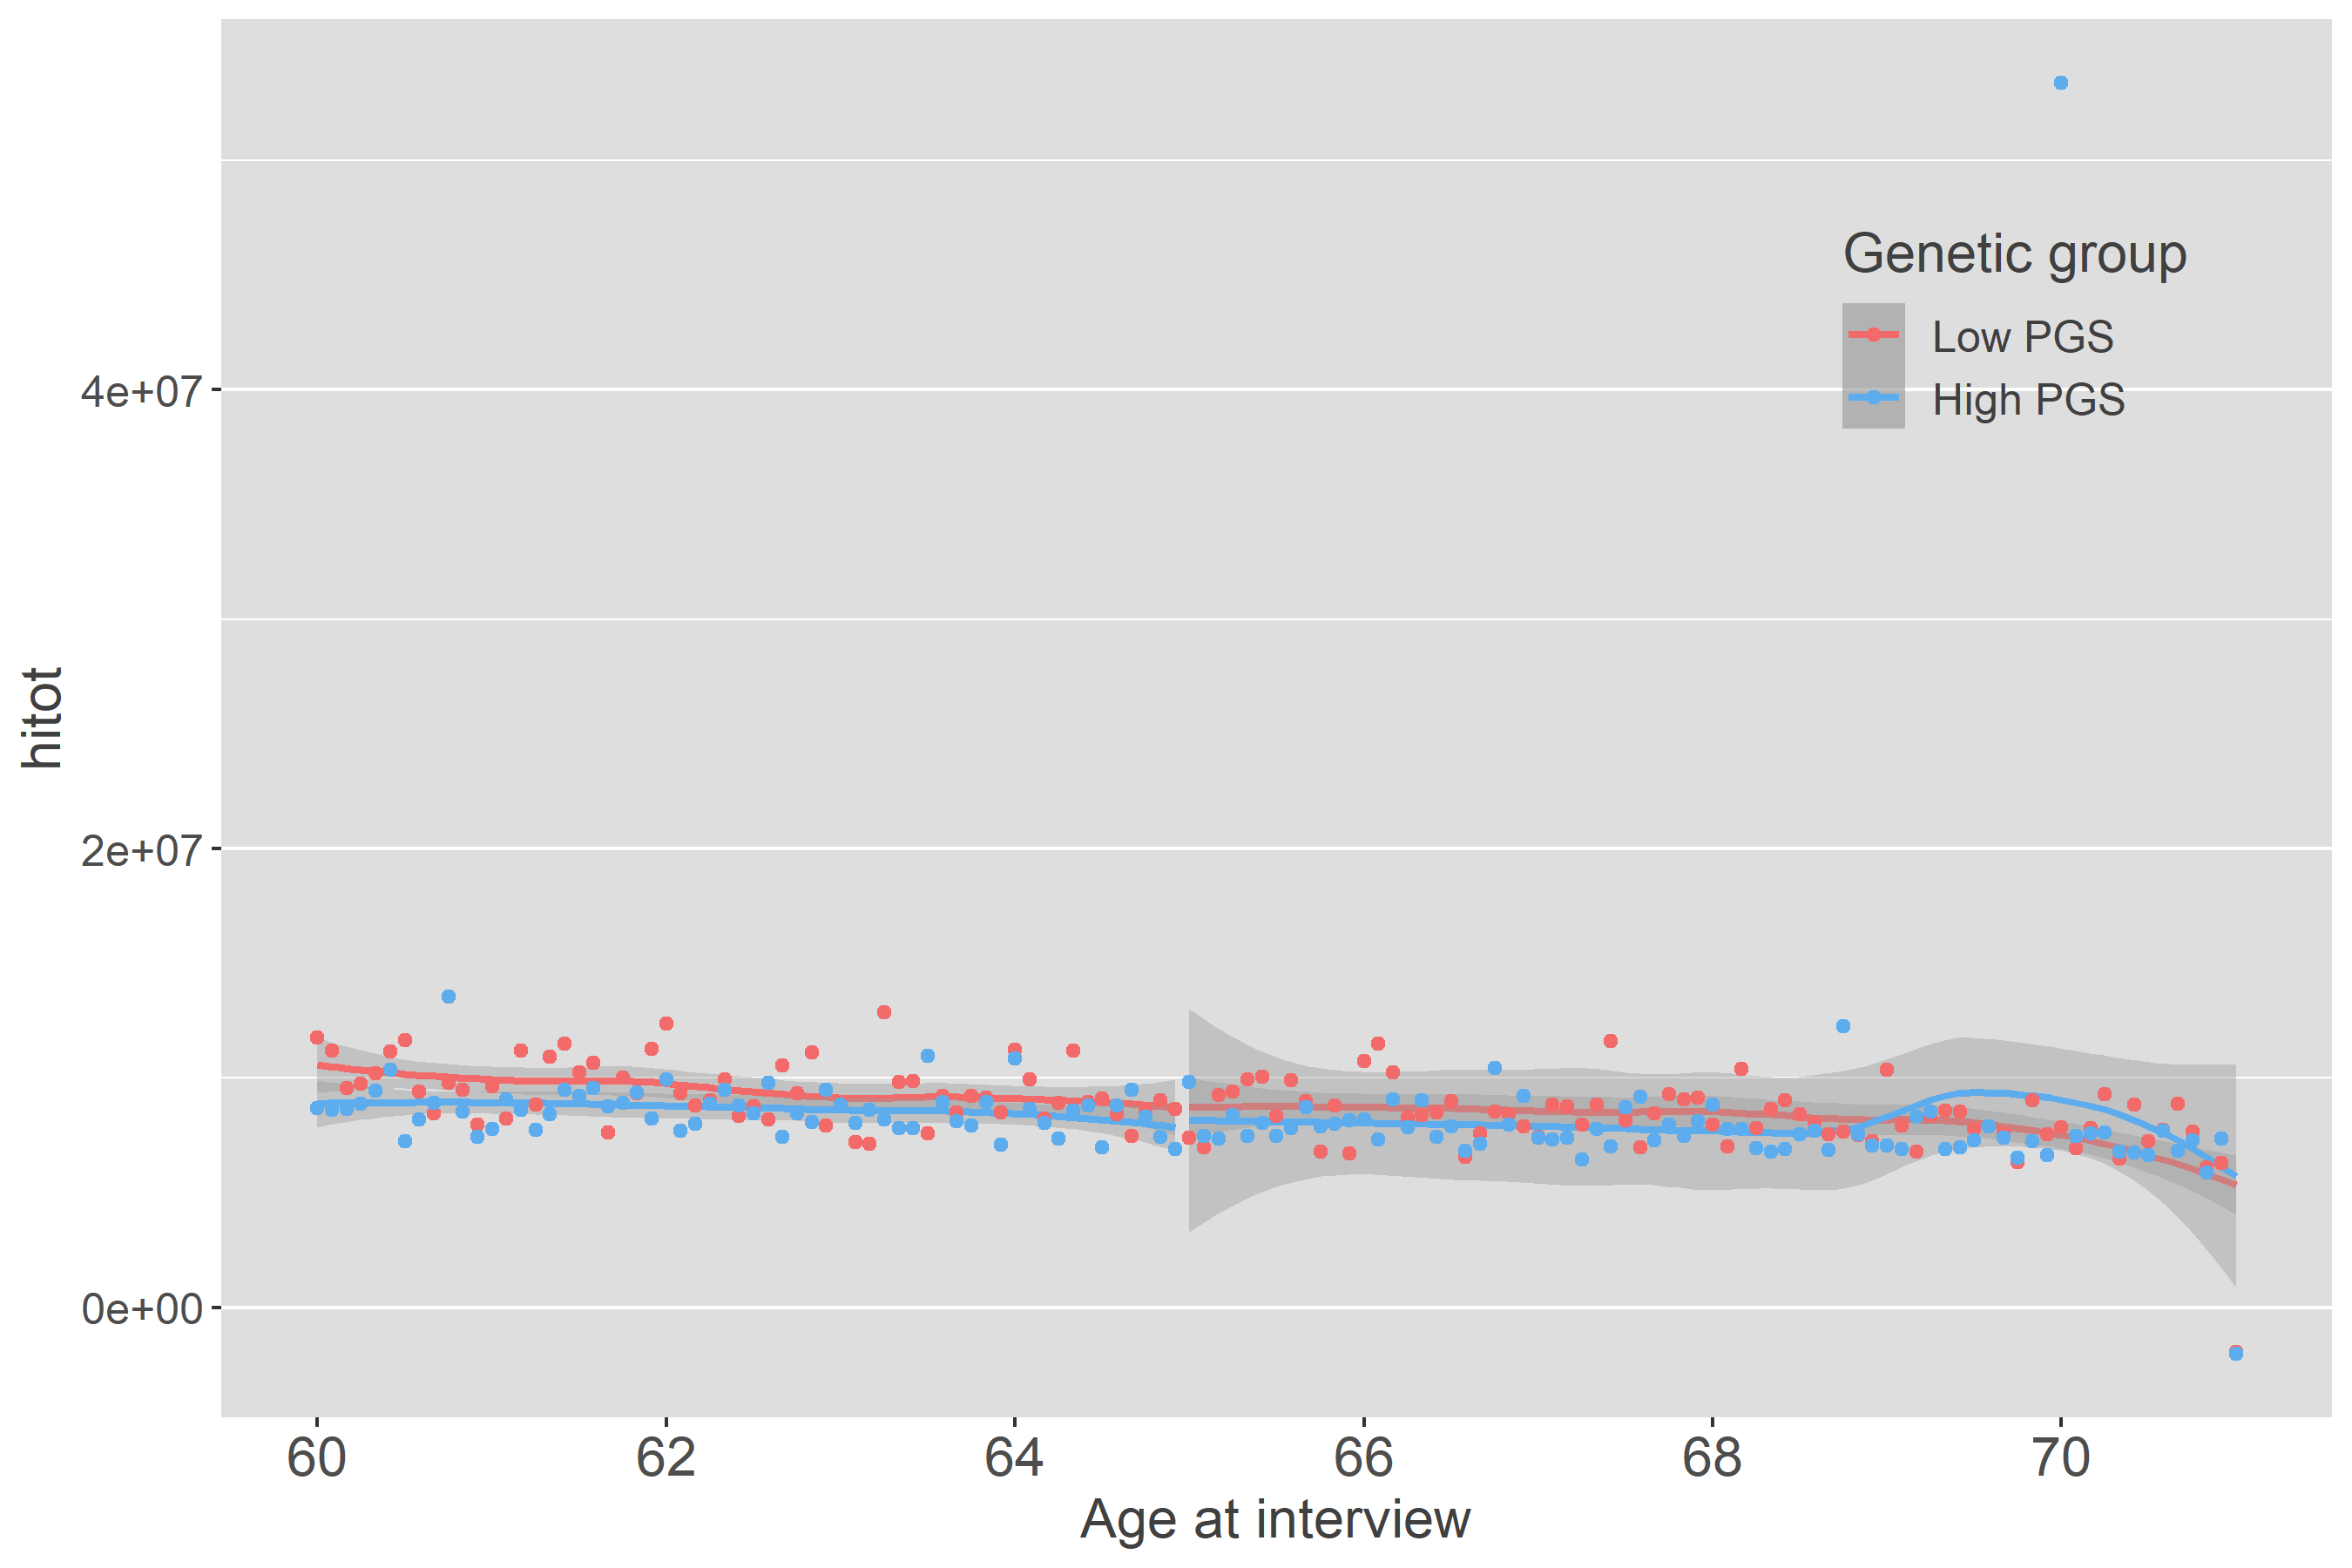 Genetic group
Low PGS
High PGS
4e+07
2e+07
0e+00
hitot
60 62 64 66 68 70
Age at interview